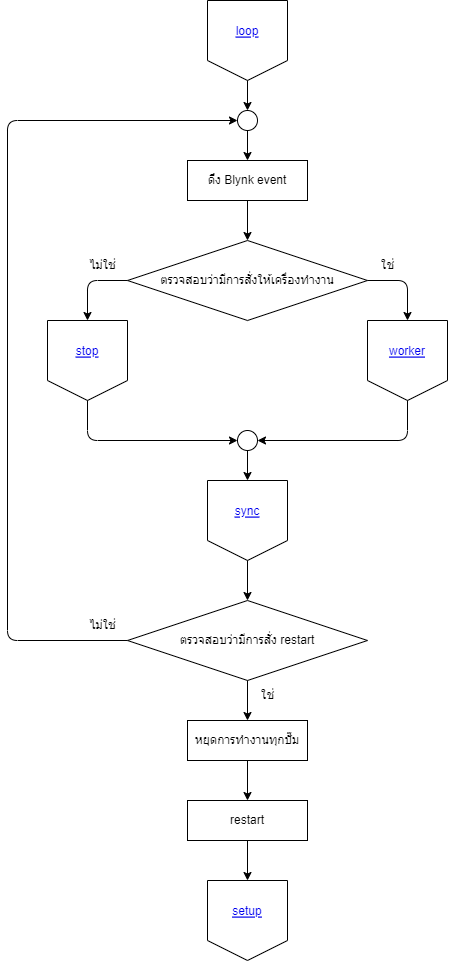 loop
ดึง Blynk event
ตรวจสอบว่ามีการสั่งให้เครื่องทำงาน
ไม่ใช่
ใช่
stop
worker
sync
ตรวจสอบว่ามีการสั่ง restart
ไม่ใช่
ใช่
หยุดการทำงานทุกปั๊ม
restart
setup